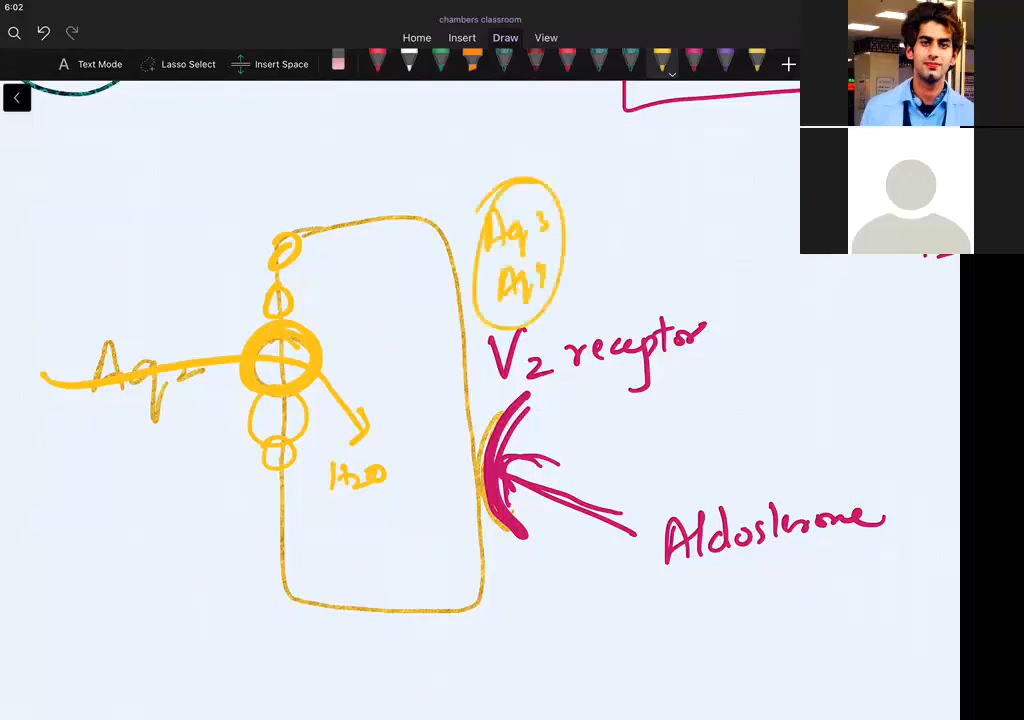 6:02
chambers classroom
Home Insert Draw View
Text Mode Lasso Select Insert Space
Aq 3
Aq 4
V2 receptor
Aq 2
H2O
Aldosterone